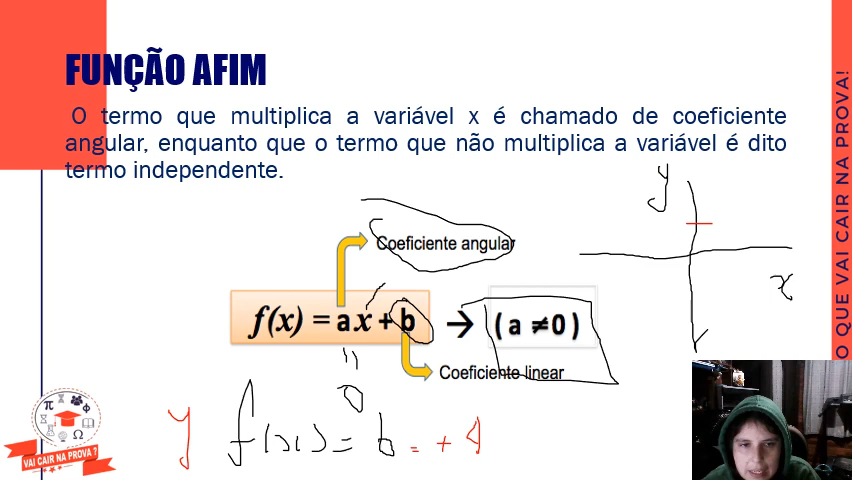 FUNÇÃO AFIM
O termo que multiplica a variável x é chamado de coeficiente
angular, enquanto que o termo que não multiplica a variável é dito
termo independente.
y
Coeficiente angular
x
f(x) = ax + b → ( a ≠0 )
Coeficiente linear
0
y f(x) = b = + 4
π Φ
Ω
VAI CAIR NA PROVA ?
O QUE VAI CAIR NA PROVA!